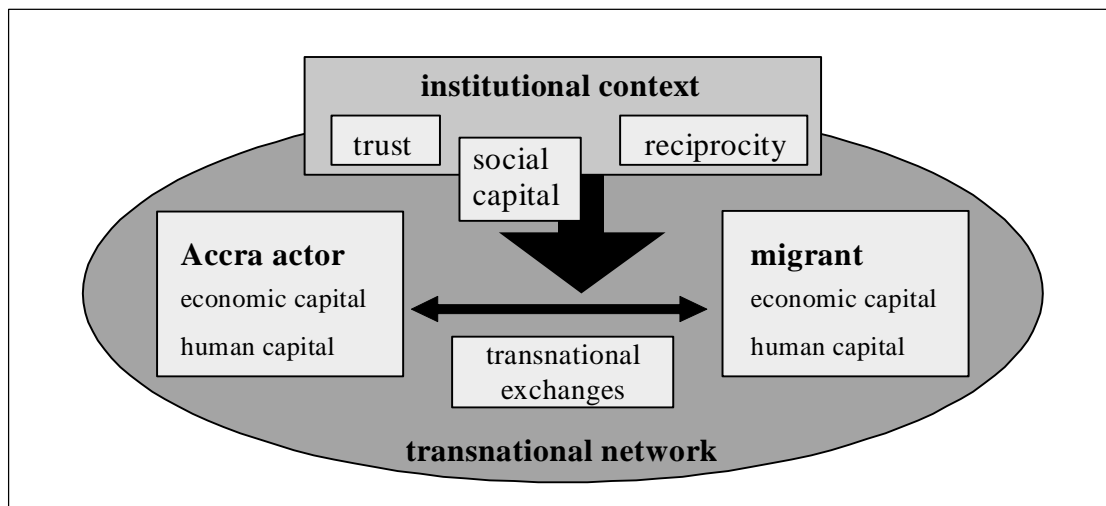 institutional context
trust
social
capital
reciprocity
Accra actor
economic capital
human capital
migrant
economic capital
human capital
transnational
exchanges
transnational network